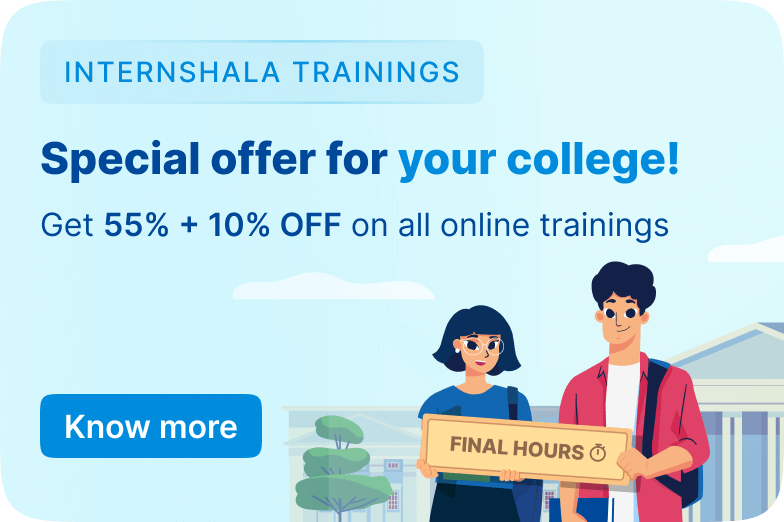 INTERNSHALA TRAININGS
Special offer for your college!
Get 55% + 10% OFF on all online trainings
Know more
FINAL HOURS